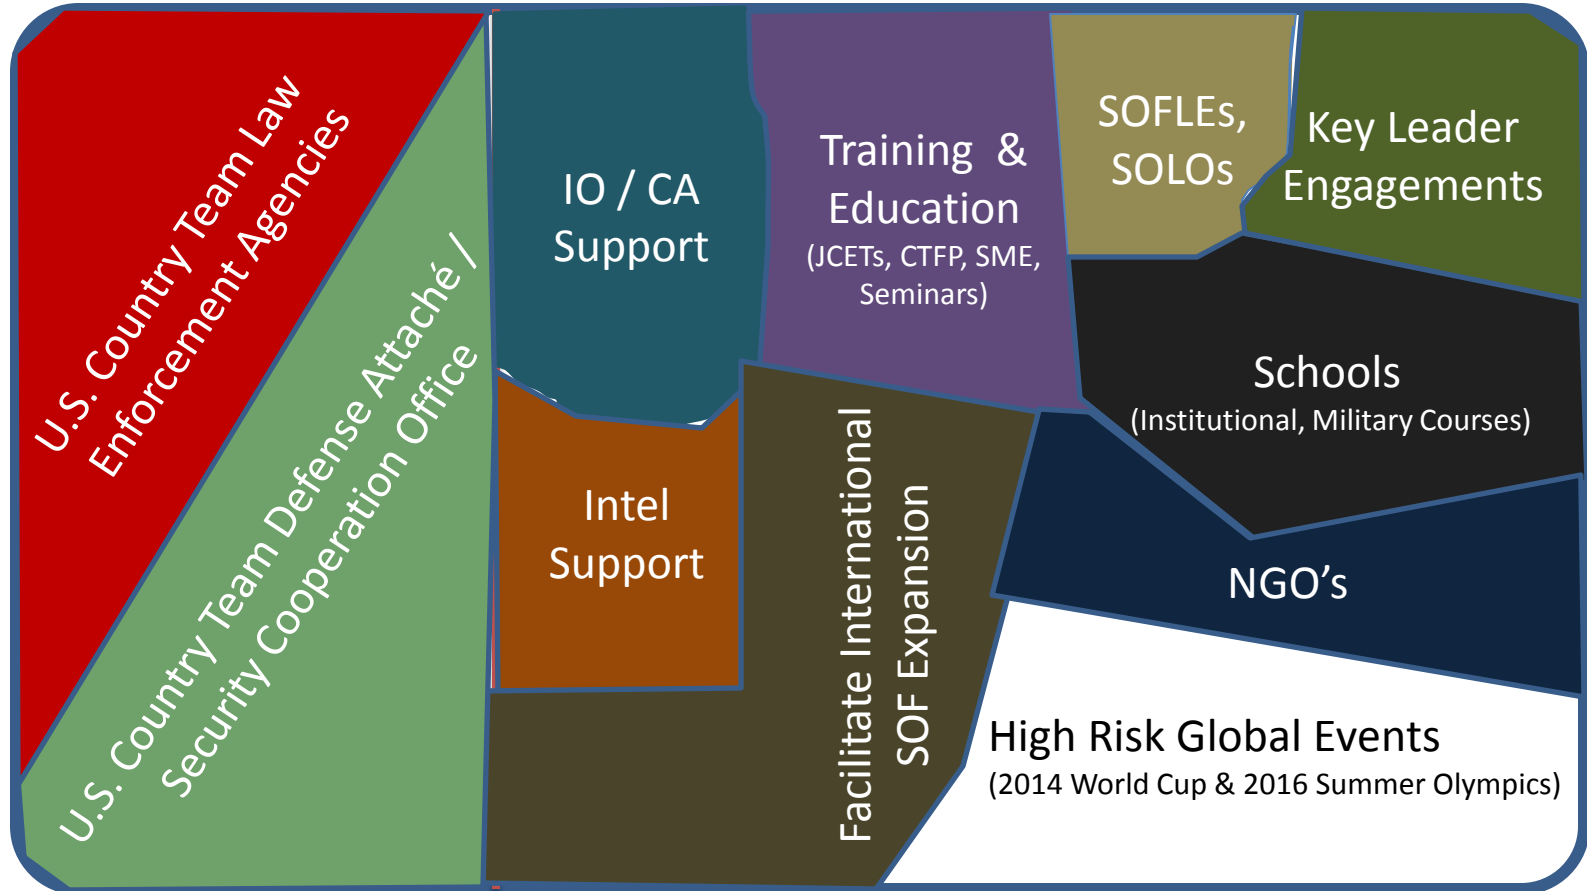 U.S. Country Team Law
Enforcement Agencies
U.S. Country Team Defense Attaché /
Security Cooperation Office
IO / CA
Support
Intel
Support
Training & 
Education
(JCETs, CTFP, SME,
Seminars)
SOFLEs,
SOLOs
Key Leader
Engagements
Schools
(Institutional, Military Courses)
Facilitate International
SOF Expansion
NGO’s
High Risk Global Events
(2014 World Cup & 2016 Summer Olympics)